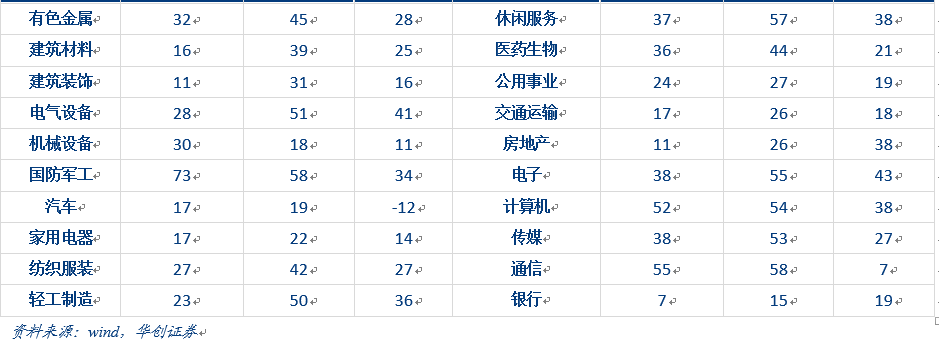 有色金属 32 45 28 休闲服务 37 57 38
建筑材料 16 39 25 医药生物 36 44 21
建筑装饰 11 31 16 公用事业 24 27 19
电气设备 28 51 41 交通运输 17 26 18
机械设备 30 18 11 房地产 11 26 38
国防军工 73 58 34 电子 38 55 43
汽车 17 19 -12 计算机 52 54 38
家用电器 17 22 14 传媒 38 53 27
纺织服装 27 42 27 通信 55 58 7
轻工制造 23 50 36 银行 7 15 19
资料来源：wind，华创证券